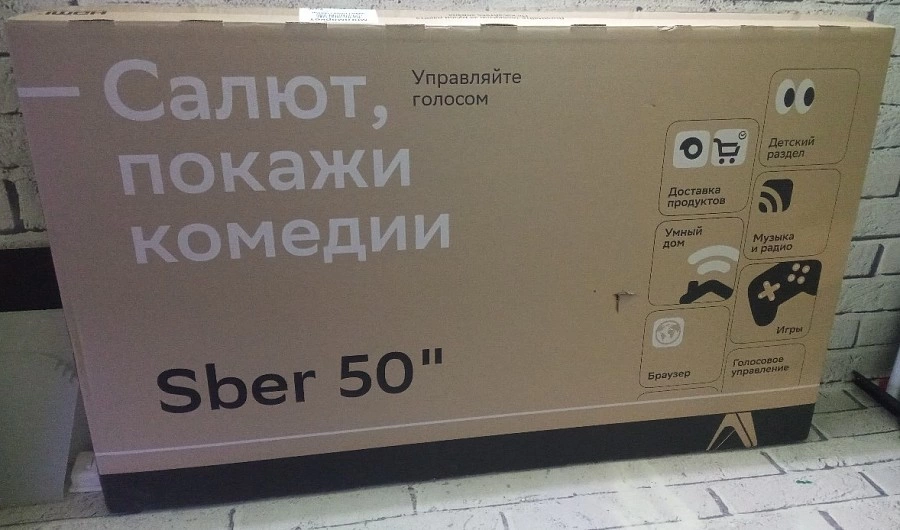 Салют,
покажи
комедии
Управляйте
голосом
Sber 50"
Детский
раздел
Доставка
продуктов
Музыка
и радио
Умный
дом
Игры
Браузер
Голосовое
управление